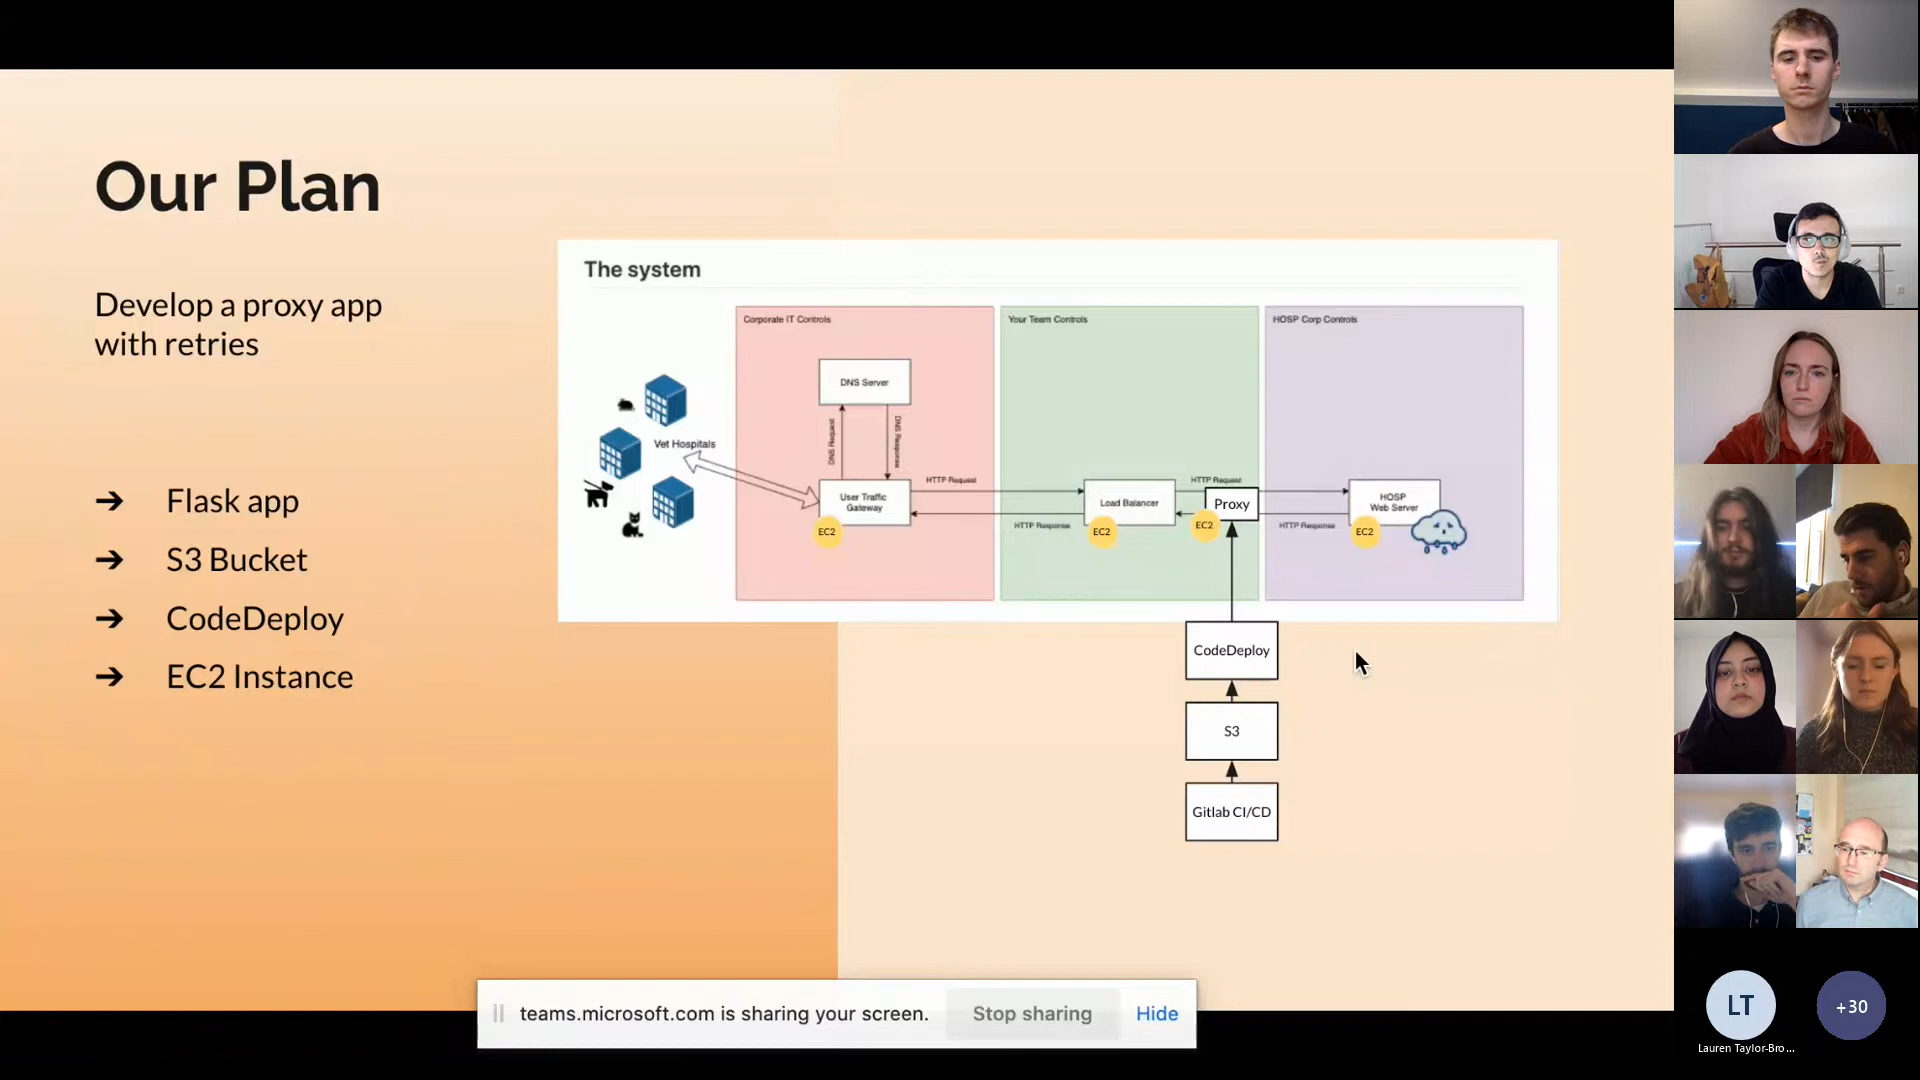 Our Plan
Develop a proxy app
with retries
➔ Flask app
➔ S3 Bucket
➔ CodeDeploy
➔ EC2 Instance
The system
Corporate IT Controls
Your Team Controls
HOSP Corp Controls
DNS Server
DNS Request
DNS Response
Vet Hospitals
User Traffic
Gateway
EC2
HTTP Request
HTTP Response
Load Balancer
EC2
HTTP Request
Proxy
EC2
HTTP Response
HOSP
Web Server
EC2
CodeDeploy
S3
Gitlab CI/CD
teams.microsoft.com is sharing your screen.
Stop sharing
Hide
LT
Lauren Taylor-Bro...
+30